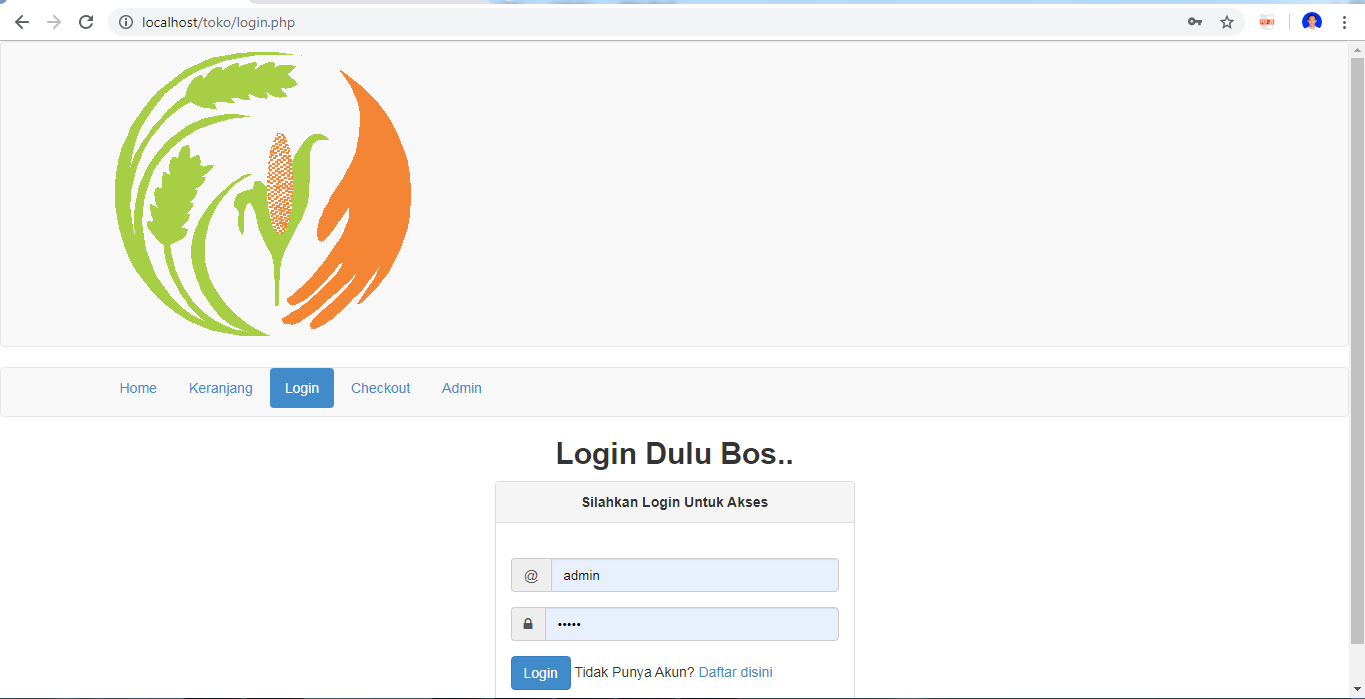 localhost/toko/login.php
Home Keranjang Login Checkout Admin
Login Dulu Bos..
Silahkan Login Untuk Akses
@ admin
•••••
Login Tidak Punya Akun? Daftar disini